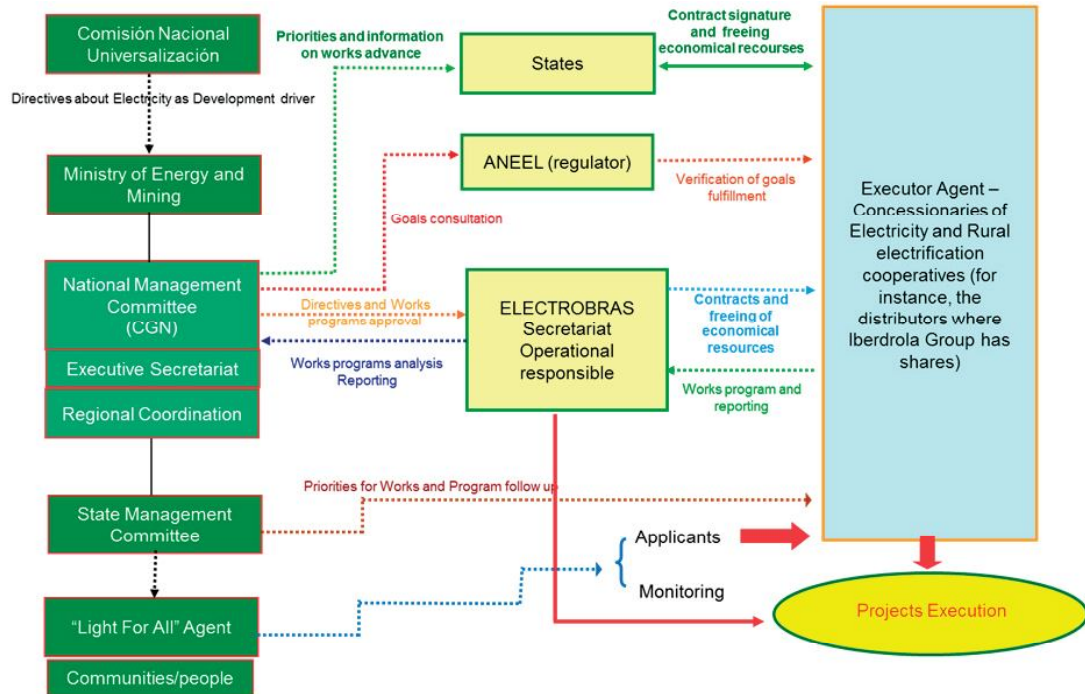 Comisión Nacional
Universalización
Directives about Electricity as Development driver
Ministry of Energy and
Mining
National Management
Committee
(CGN)
Executive Secretariat
Regional Coordination
State Management
Committee
“Light For All” Agent
Communities/people
Priorities and information
on works advance
Goals consultation
Directives and Works
programs approval
Works programs analysis
Reporting
Priorities for Works and Program follow up
States
ANEEL (regulator)
ELECTROBRAS
Secretariat
Operational
responsible
Applicants
Monitoring
Contract signature
and freeing
economical recourses
Verification of goals
fulfillment
Contracts and
freeing of
economical
resources
Works program and
reporting
Executor Agent –
Concessionaries of
Electricity and Rural
electrification
cooperatives (for
instance, the
distributors where
Iberdrola Group has
shares)
Projects Execution